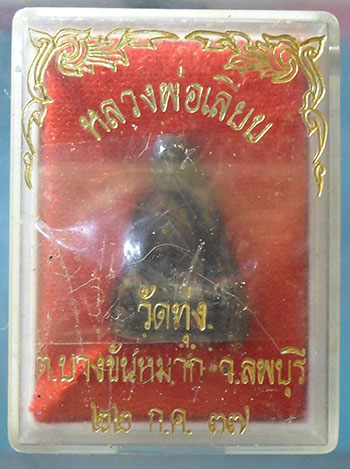 หลวงพ่อเลียบ
วัดทุ่ง
ต.บางขันหมาก จ.ลพบุรี
๒๒ ก.ค. ๓๗